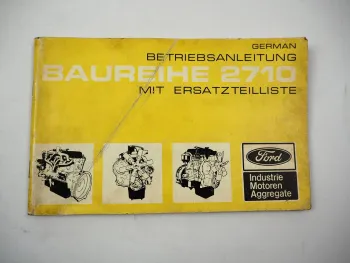 GERMAN
BETRIEBSANLEITUNG
BAUREIHE 2710
MIT ERSATZTEILLISTE
Ford
Industrie
Motoren
Aggregate